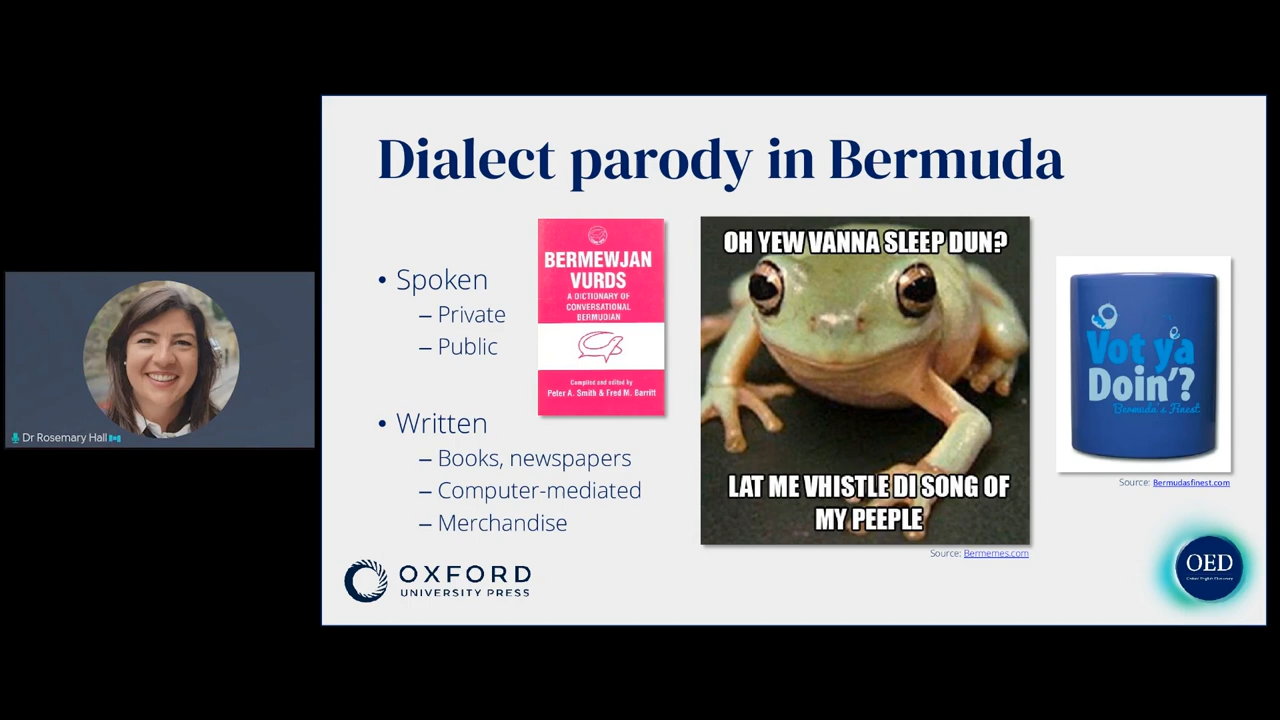 Dialect parody in Bermuda
• Spoken
– Private
– Public
• Written
– Books, newspapers
– Computer-mediated
– Merchandise
BERMEWJAN
VURDS
A DICTIONARY OF
CONVERSATIONAL
BERMUDIAN
Compiled and edited by
Peter A. Smith & Fred M. Barritt
OH YEW VANNA SLEEP DUN?
LAT ME VHISTLE DI SONG OF
MY PEEPLE
Source: Bermemes.com
Vot ya
Doin'?
Bermuda's Finest
Source: Bermudasfinest.com
Dr Rosemary Hall
OXFORD
UNIVERSITY PRESS
OED
Oxford English Dictionary